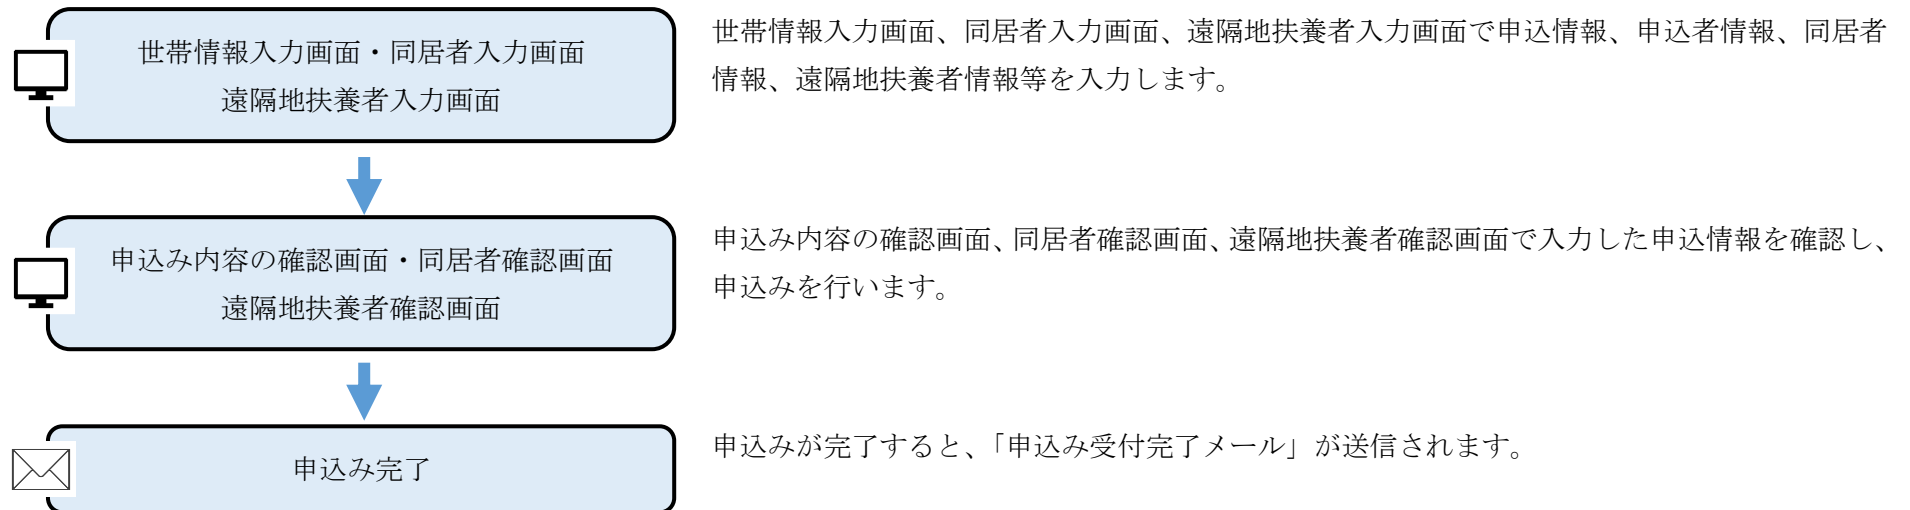 世帯情報入力画面・同居者入力画面
遠隔地扶養者入力画面
世帯情報入力画面、同居者入力画面、遠隔地扶養者入力画面で申込情報、申込者情報、同居者
情報、遠隔地扶養者情報等を入力します。
申込み内容の確認画面・同居者確認画面
遠隔地扶養者確認画面
申込み内容の確認画面、同居者確認画面、遠隔地扶養者確認画面で入力した申込情報を確認し、
申込みを行います。
申込み完了
申込みが完了すると、「申込み受付完了メール」が送信されます。